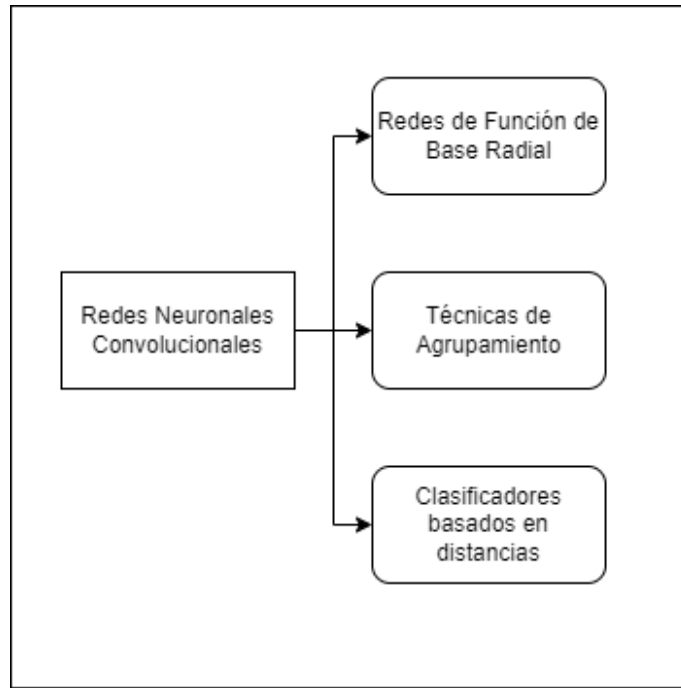 Redes de Función de
Base Radial
Redes Neuronales
Convolucionales
Técnicas de
Agrupamiento
Clasificadores
basados en
distancias